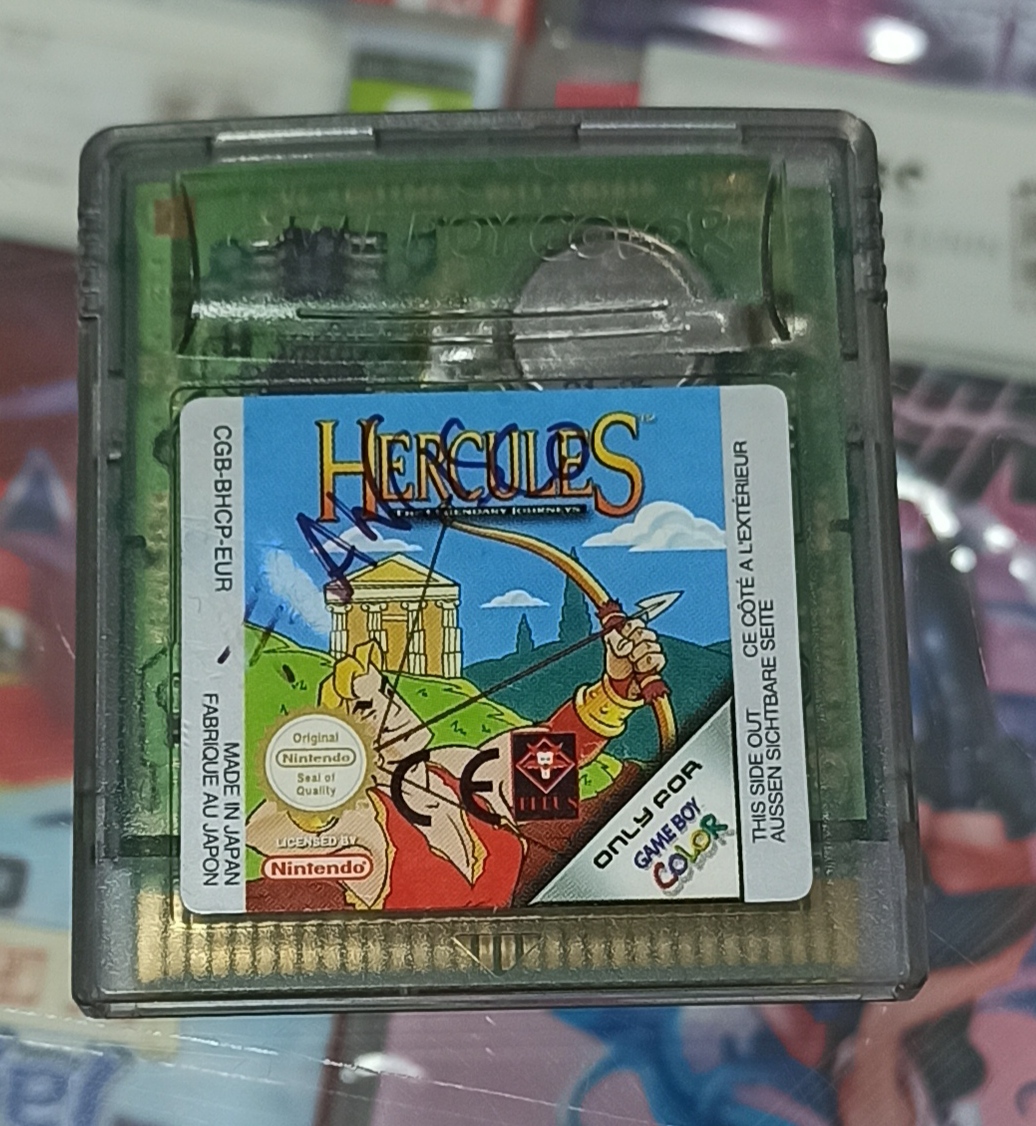 GAME BOY COLOR
HERCULES™
THE LEGENDARY JOURNEYS
CGB-BHCP-EUR
MADE IN JAPAN
FABRIQUE AU JAPON
Original
Nintendo
Seal of
Quality
LICENSED BY
Nintendo
CE
TITUS
ONLY FOR
GAME BOY
COLOR
THIS SIDE OUT CE CÔTÉ A L'EXTÉRIEUR
AUSSEN SICHTBARE SEITE